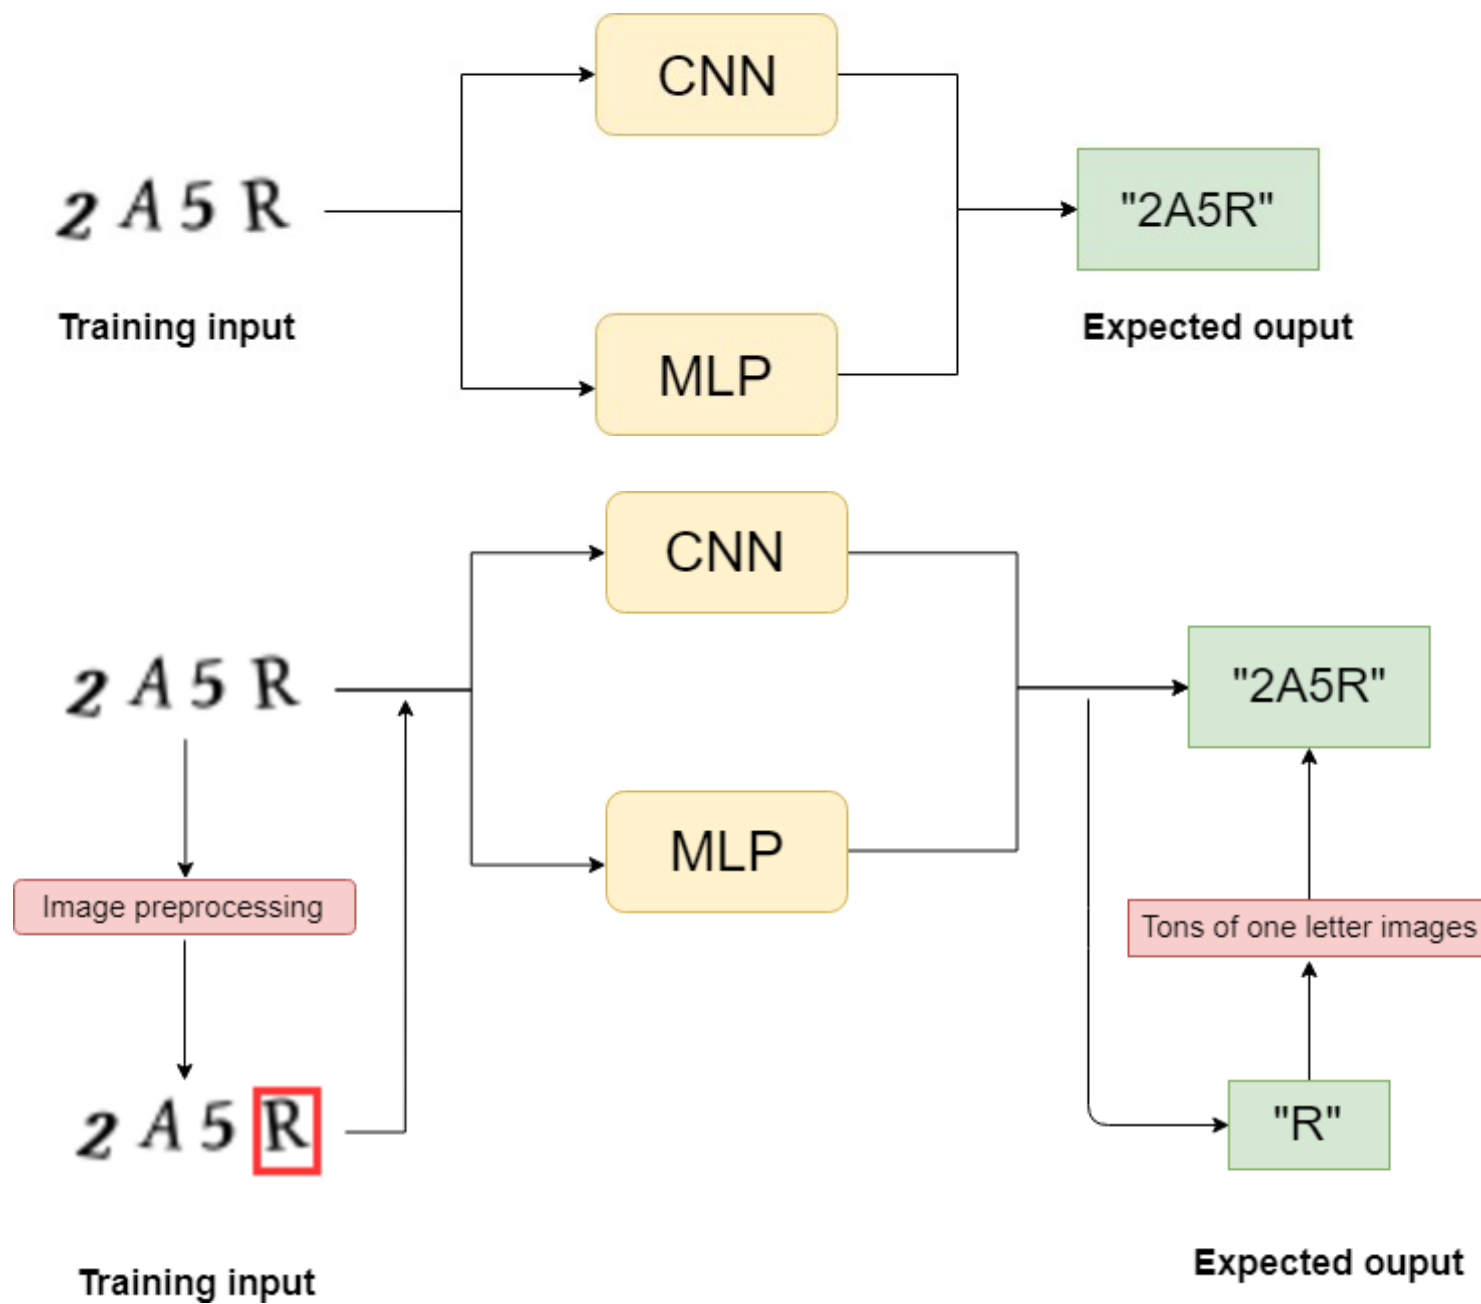 CNN
2 A 5 R
"2A5R"
Training input
Expected ouput
MLP
CNN
2 A 5 R
"2A5R"
MLP
Image preprocessing
Tons of one letter images
2 A 5 R
"R"
Training input
Expected ouput